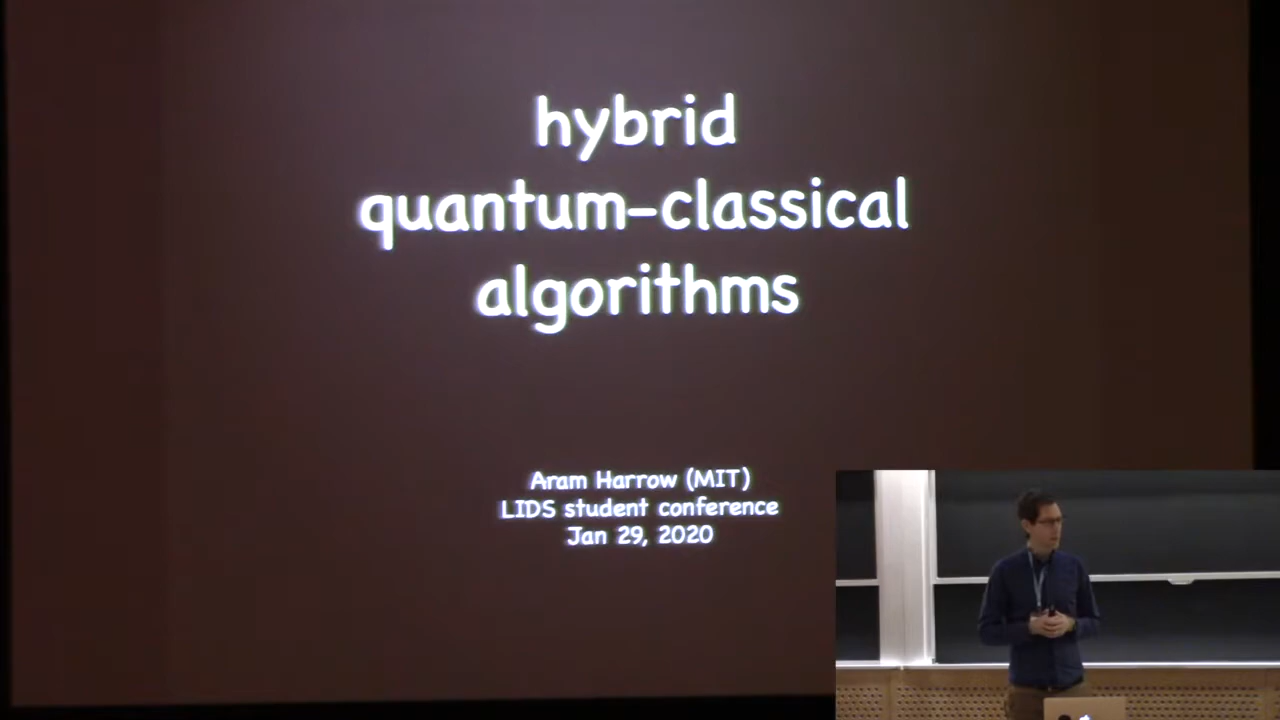 hybrid
quantum-classical
algorithms
Aram Harrow (MIT)
LIDS student conference
Jan 29, 2020